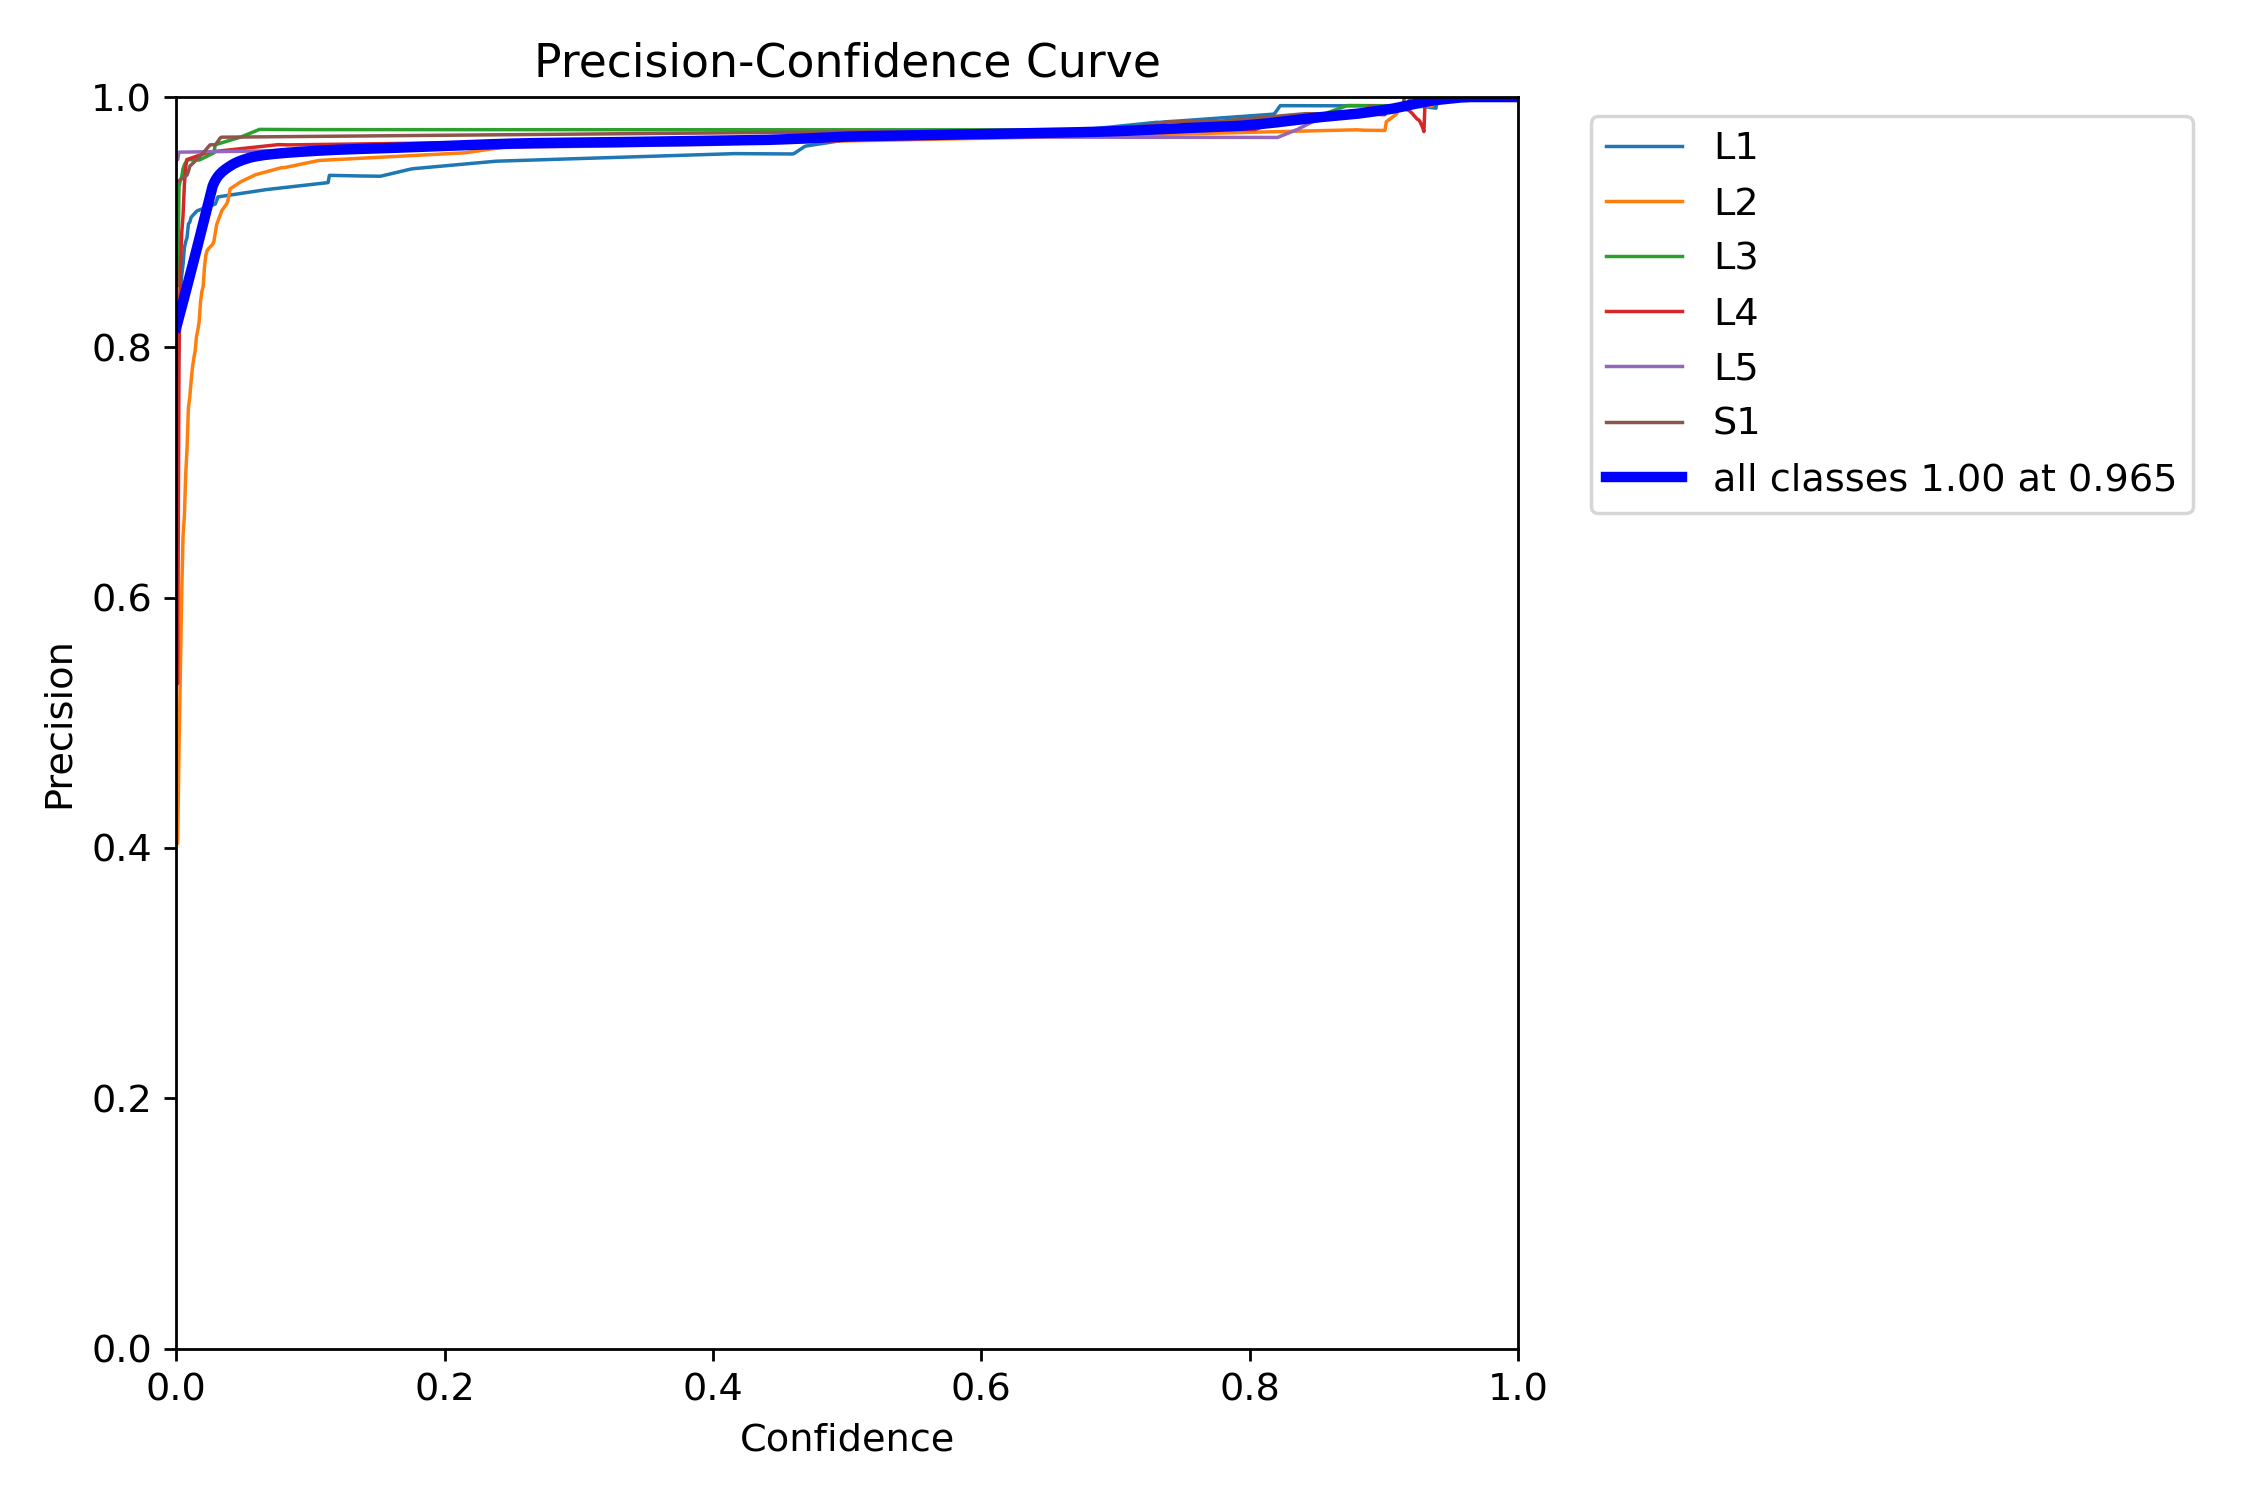 Precision-Confidence Curve
1.0
0.8
0.6
0.4
0.2
0.0
Precision
0.0 0.2 0.4 0.6 0.8 1.0
Confidence
L1
L2
L3
L4
L5
S1
all classes 1.00 at 0.965